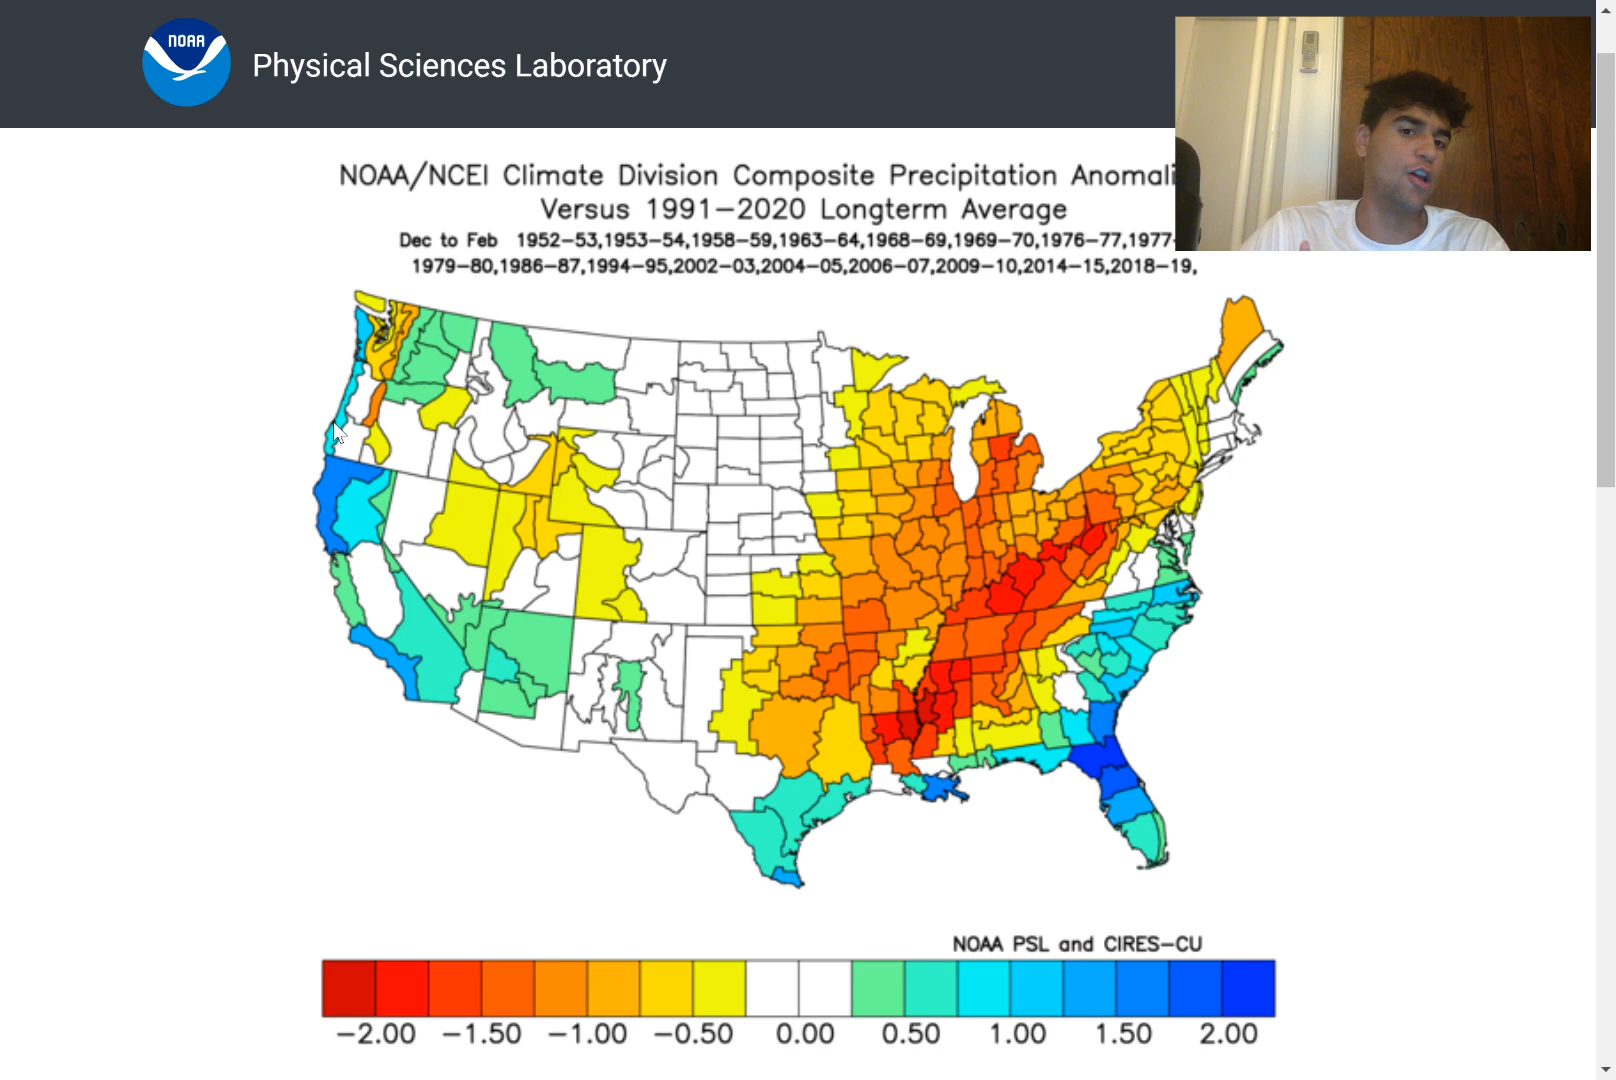 NOAA
Physical Sciences Laboratory
NOAA/NCEI Climate Division Composite Precipitation Anomali
Versus 1991-2020 Longterm Average
Dec to Feb 1952-53,1953-54,1958-59,1963-64,1968-69,1969-70,1976-77,1977-
1979-80,1986-87,1994-95,2002-03,2004-05,2006-07,2009-10,2014-15,2018-19,
NOAA PSL and CIRES-CU
-2.00 -1.50 -1.00 -0.50 0.00 0.50 1.00 1.50 2.00